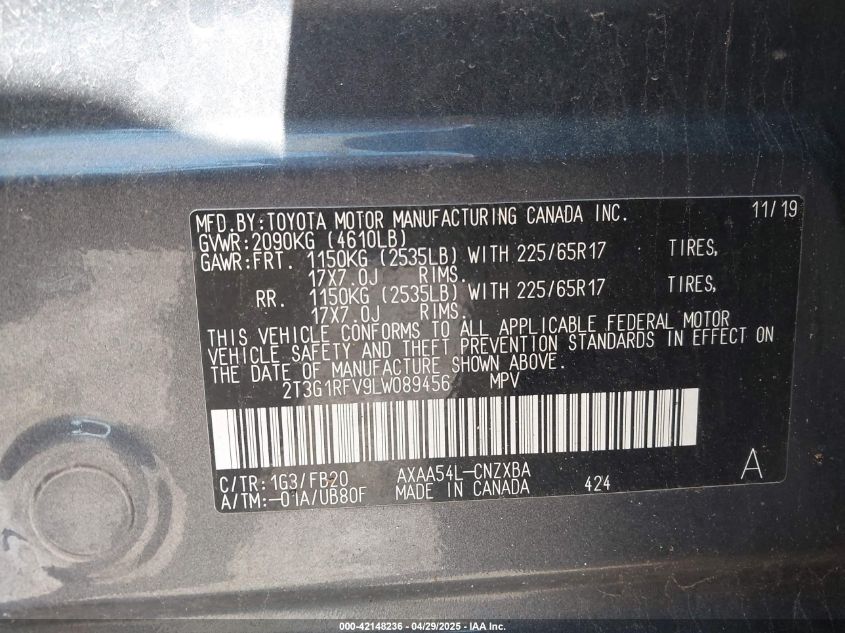 MFD.BY:TOYOTA MOTOR MANUFACTURING CANADA INC. 11/19
GVWR:2090KG (4610LB)
GAWR:FRT. 1150KG (2535LB) WITH 225/65R17 TIRES,
17X7.0J RIMS.
RR. 1150KG (2535LB) WITH 225/65R17 TIRES,
17X7.0J RIMS.
THIS VEHICLE CONFORMS TO ALL APPLICABLE FEDERAL MOTOR
VEHICLE SAFETY AND THEFT PREVENTION STANDARDS IN EFFECT ON
THE DATE OF MANUFACTURE SHOWN ABOVE.
2T3G1RFV9LW089456 MPV
C/TR:1G3/FB20 AXAA54L-CNZXBA A
A/TM:-01A/UB80F MADE IN CANADA 424
000-42148236 - 04/29/2025 - IAA Inc.